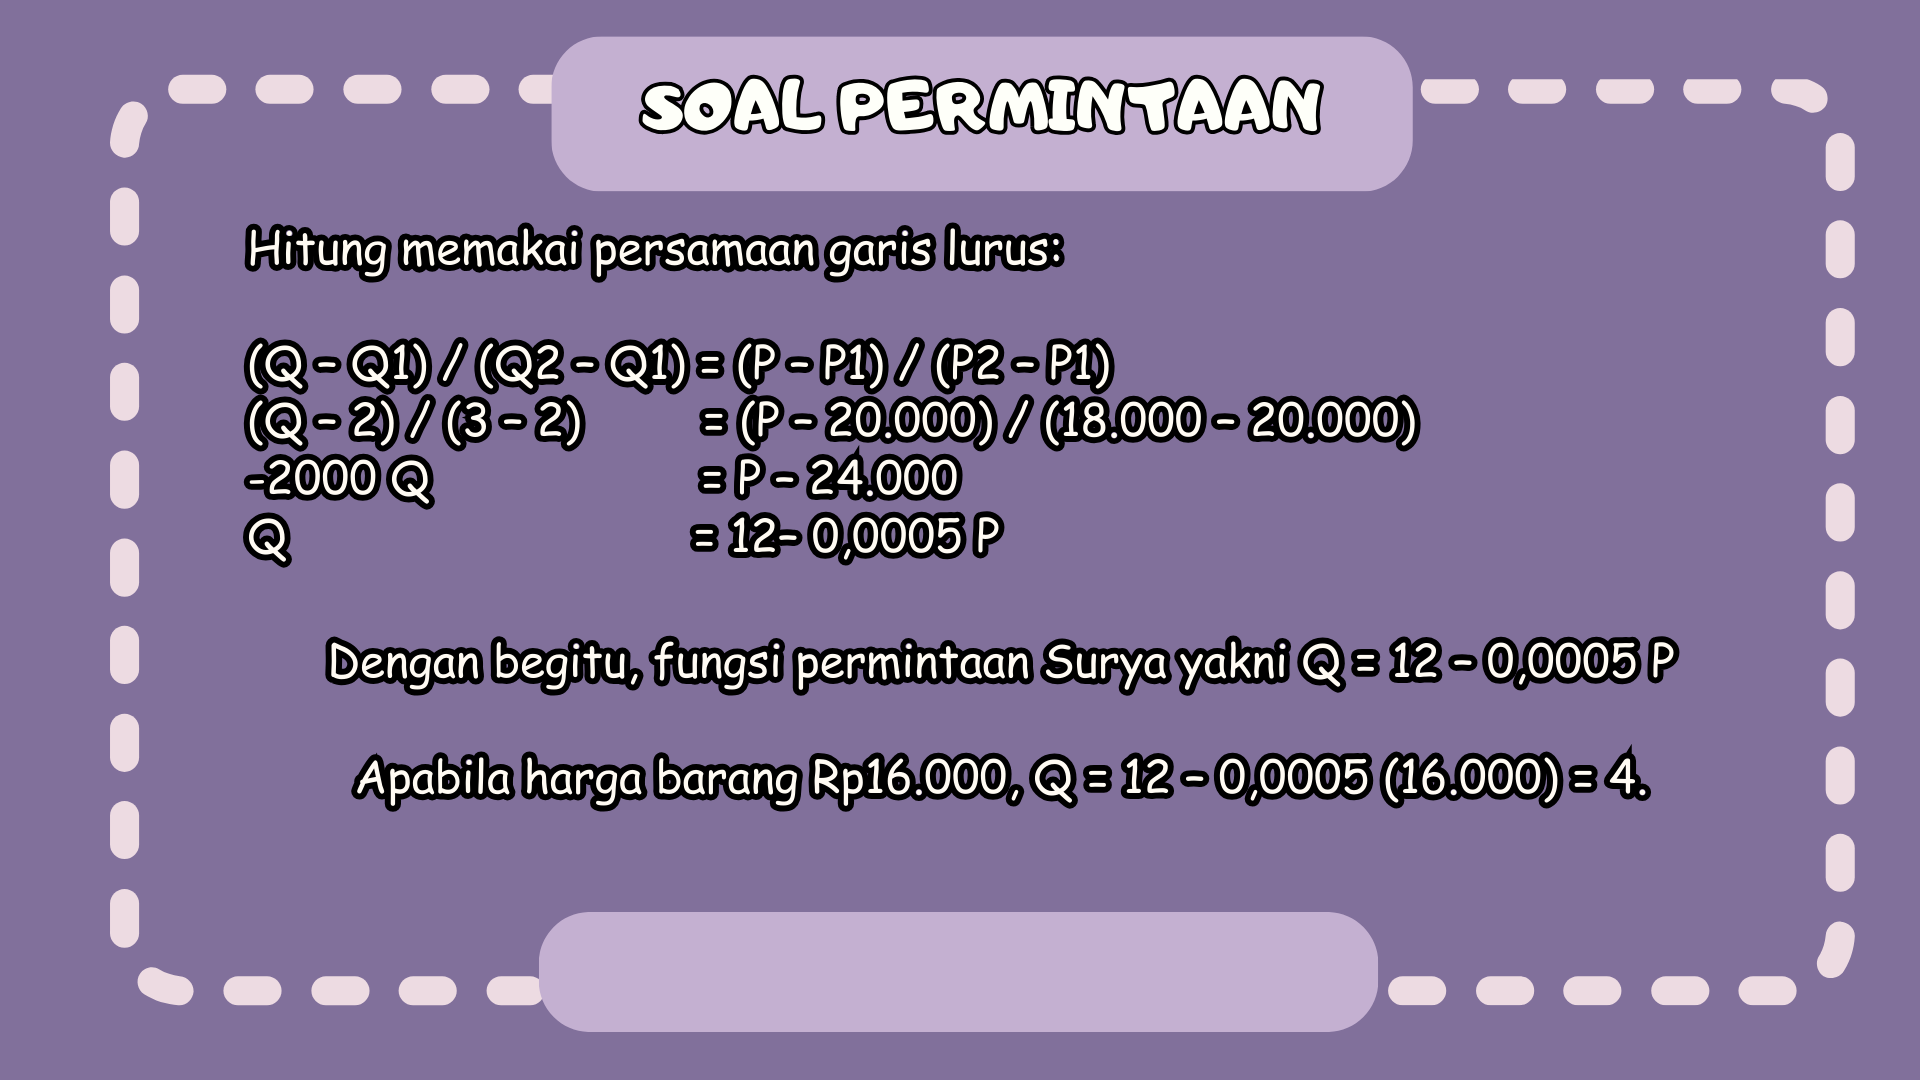 SOAL PERMINTAAN
Hitung memakai persamaan garis lurus:
(Q – Q1) / (Q2 – Q1) = (P – P1) / (P2 – P1)
(Q – 2) / (3 – 2) = (P – 20.000) / (18.000 – 20.000)
-2000 Q = P – 24.000
Q = 12– 0,0005 P
Dengan begitu, fungsi permintaan Surya yakni Q = 12 – 0,0005 P
Apabila harga barang Rp16.000, Q = 12 – 0,0005 (16.000) = 4.